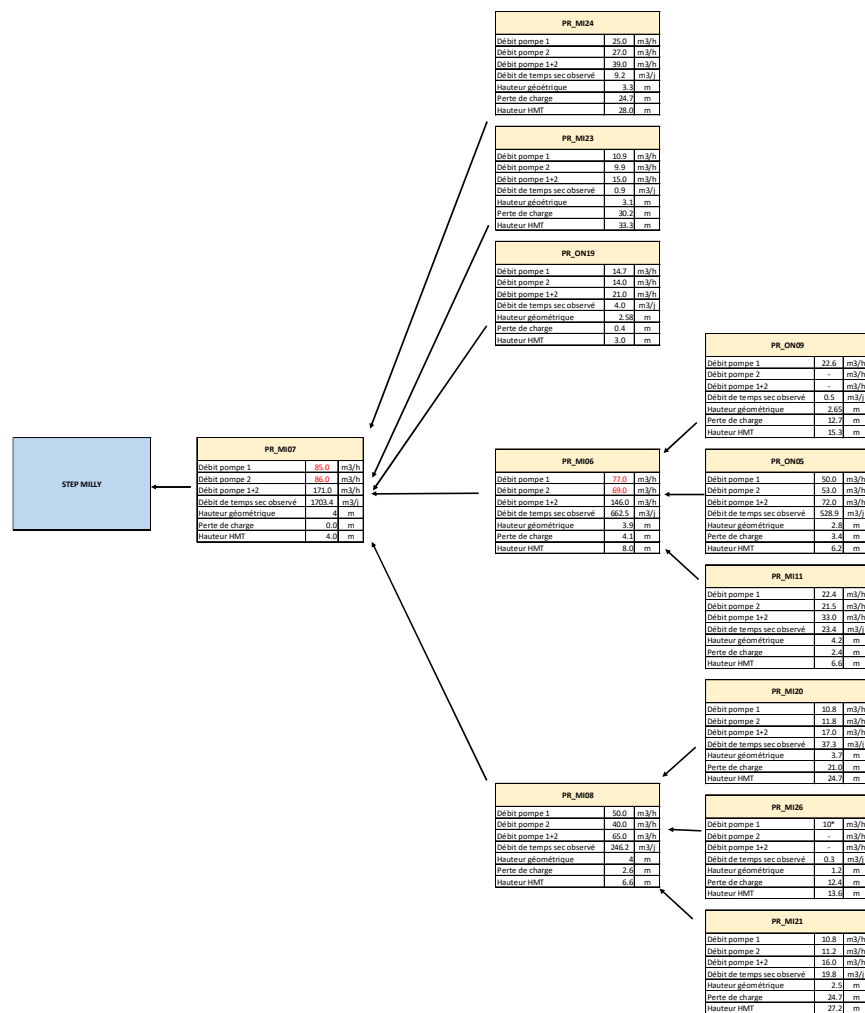 PR_MI24
Débit pompe 1 25.0 m3/h
Débit pompe 2 27.0 m3/h
Débit pompe 1+2 39.0 m3/h
Débit de temps sec observé 9.2 m3/j
Hauteur géoétrique 3.3 m
Perte de charge 24.7 m
Hauteur HMT 28.0 m
PR_MI23
Débit pompe 1 10.9 m3/h
Débit pompe 2 9.9 m3/h
Débit pompe 1+2 15.0 m3/h
Débit de temps sec observé 0.9 m3/j
Hauteur géoétrique 3.1 m
Perte de charge 30.2 m
Hauteur HMT 33.3 m
PR_ON19
Débit pompe 1 14.7 m3/h
Débit pompe 2 14.0 m3/h
Débit pompe 1+2 21.0 m3/h
Débit de temps sec observé 4.0 m3/j
Hauteur géométrique 2.58 m
Perte de charge 0.4 m
Hauteur HMT 3.0 m
PR_ON09
Débit pompe 1 22.6 m3/h
Débit pompe 2 - m3/h
Débit pompe 1+2 - m3/h
Débit de temps sec observé 0.5 m3/j
Hauteur géométrique 2.65 m
Perte de charge 12.7 m
Hauteur HMT 15.3 m
STEP MILLY
PR_MI07
Débit pompe 1 85.0 m3/h
Débit pompe 2 86.0 m3/h
Débit pompe 1+2 171.0 m3/h
Débit de temps sec observé 1703.4 m3/j
Hauteur géométrique 4 m
Perte de charge 0.0 m
Hauteur HMT 4.0 m
PR_MI06
Débit pompe 1 77.0 m3/h
Débit pompe 2 69.0 m3/h
Débit pompe 1+2 146.0 m3/h
Débit de temps sec observé 662.5 m3/j
Hauteur géométrique 3.9 m
Perte de charge 4.1 m
Hauteur HMT 8.0 m
PR_ON05
Débit pompe 1 50.0 m3/h
Débit pompe 2 53.0 m3/h
Débit pompe 1+2 72.0 m3/h
Débit de temps sec observé 528.9 m3/j
Hauteur géométrique 2.8 m
Perte de charge 3.4 m
Hauteur HMT 6.2 m
PR_MI11
Débit pompe 1 22.4 m3/h
Débit pompe 2 21.5 m3/h
Débit pompe 1+2 33.0 m3/h
Débit de temps sec observé 23.4 m3/j
Hauteur géométrique 4.2 m
Perte de charge 2.4 m
Hauteur HMT 6.6 m
PR_MI20
Débit pompe 1 10.8 m3/h
Débit pompe 2 11.8 m3/h
Débit pompe 1+2 17.0 m3/h
Débit de temps sec observé 37.3 m3/j
Hauteur géométrique 3.7 m
Perte de charge 21.0 m
Hauteur HMT 24.7 m
PR_MI08
Débit pompe 1 50.0 m3/h
Débit pompe 2 40.0 m3/h
Débit pompe 1+2 65.0 m3/h
Débit de temps sec observé 246.2 m3/j
Hauteur géométrique 4 m
Perte de charge 2.6 m
Hauteur HMT 6.6 m
PR_MI26
Débit pompe 1 10* m3/h
Débit pompe 2 - m3/h
Débit pompe 1+2 - m3/h
Débit de temps sec observé 0.3 m3/j
Hauteur géométrique 1.2 m
Perte de charge 12.4 m
Hauteur HMT 13.6 m
PR_MI21
Débit pompe 1 10.8 m3/h
Débit pompe 2 11.2 m3/h
Débit pompe 1+2 16.0 m3/h
Débit de temps sec observé 19.8 m3/j
Hauteur géométrique 2.5 m
Perte de charge 24.7 m
Hauteur HMT 27.2 m